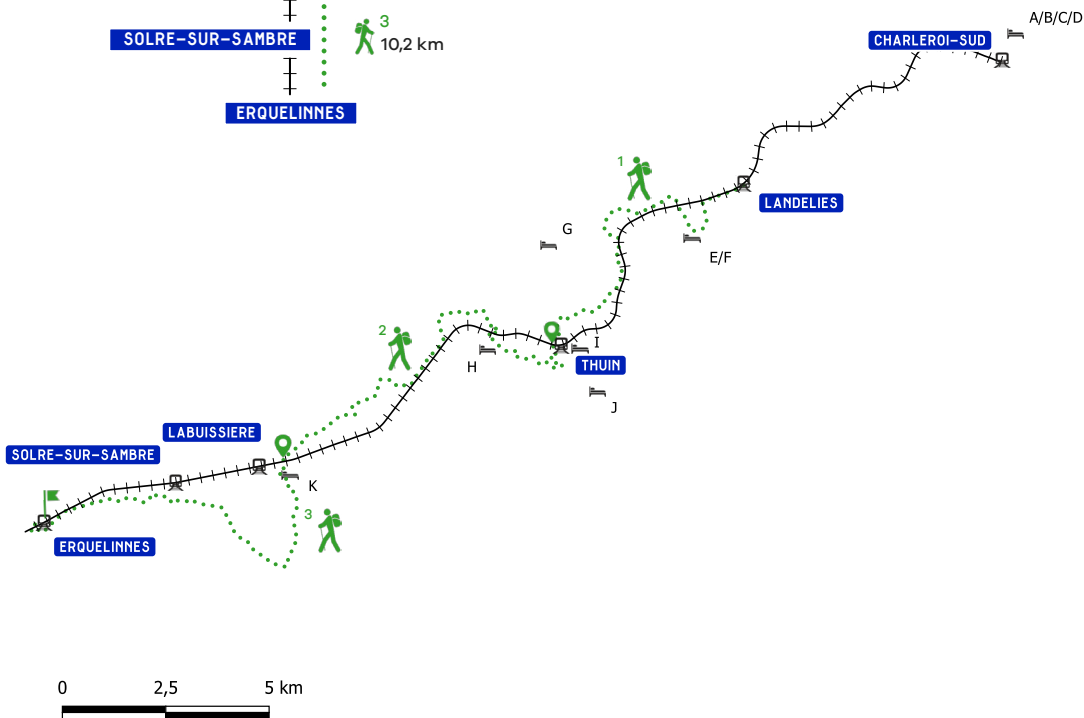 A/B/C/D
3
SOLRE-SUR-SAMBRE
10,2 km
CHARLEROI-SUD
ERQUELINNES
1
LANDELIES
G
E/F
2
I
H
THUIN
J
LABUISSIERE
SOLRE-SUR-SAMBRE
K
3
ERQUELINNES
0 2,5 5 km